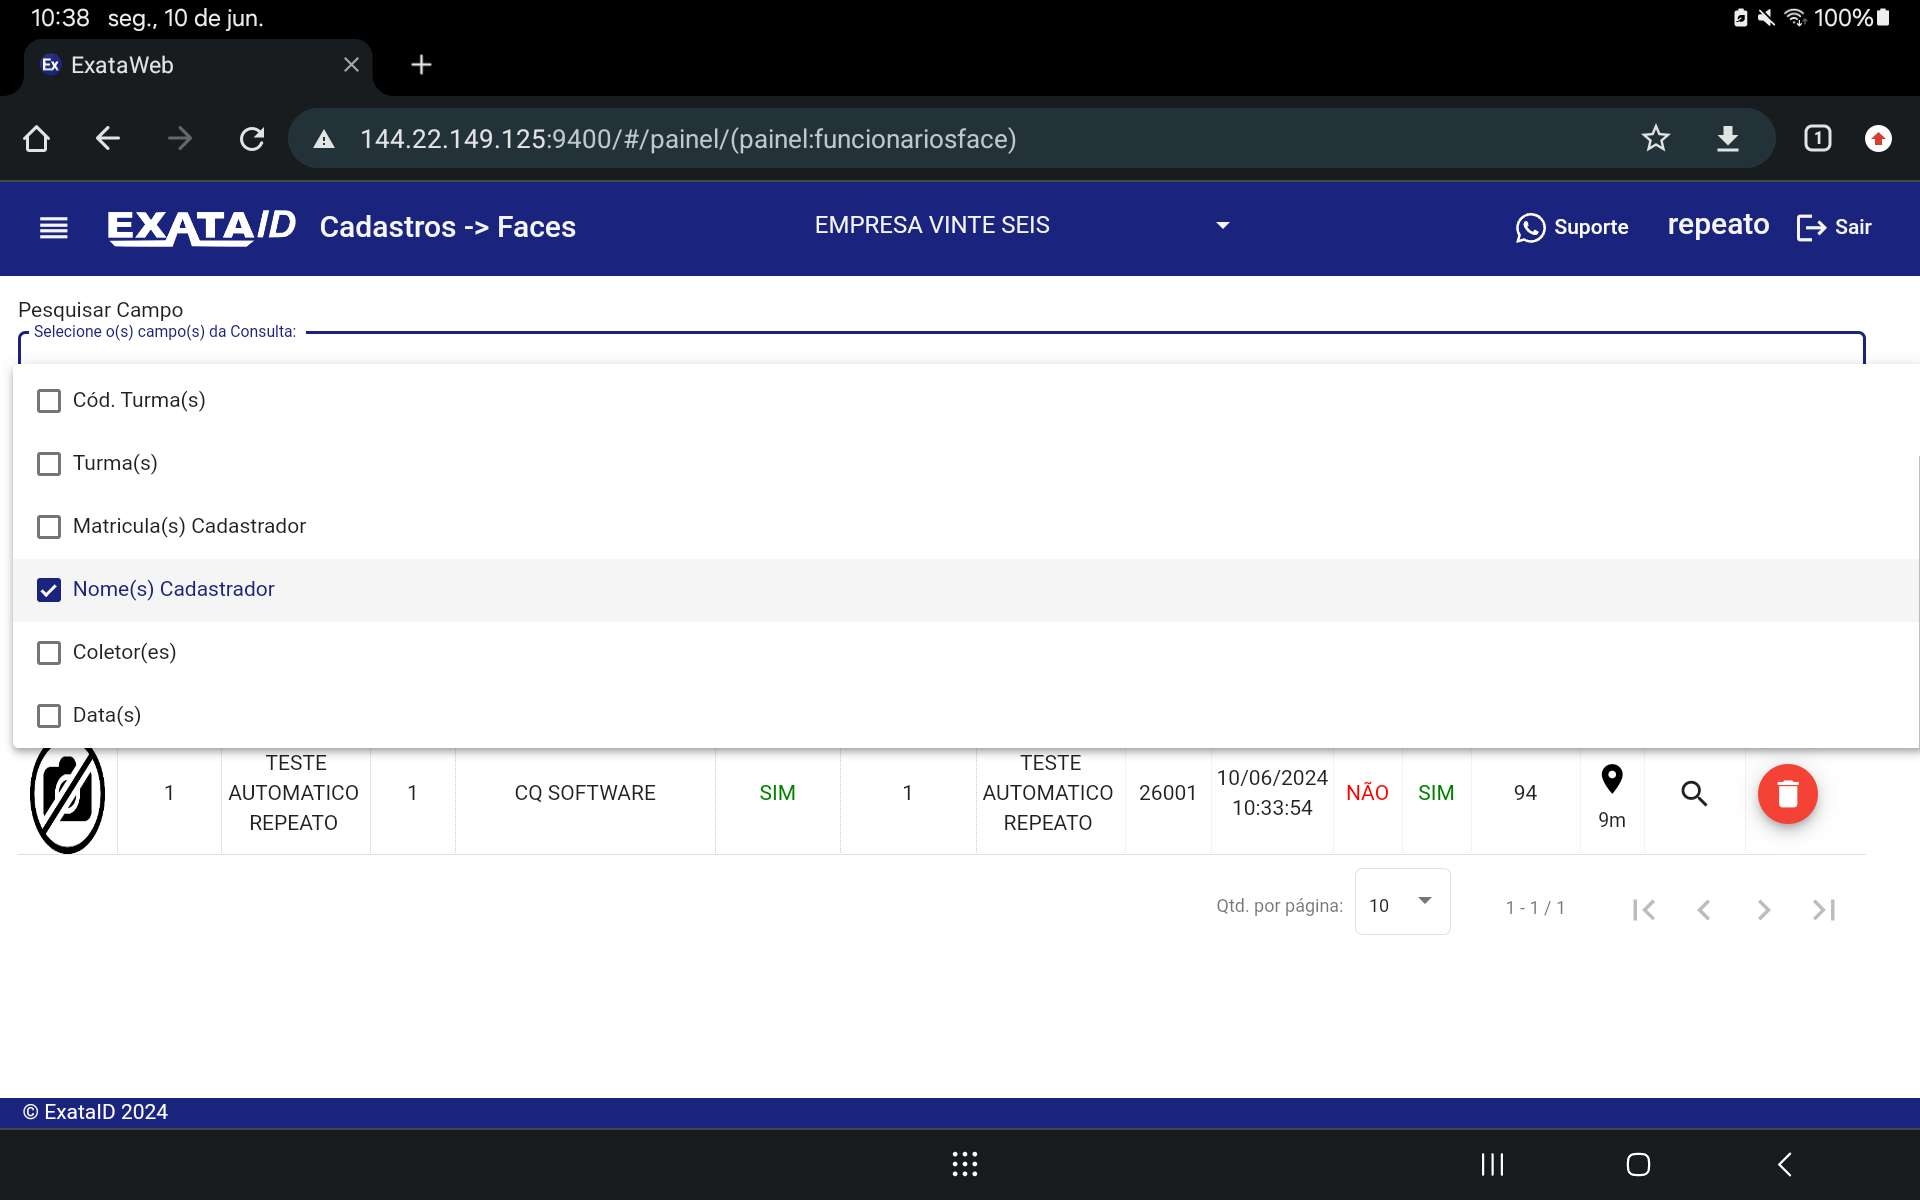 10:38 seg., 10 de jun.
100%
Ex ExataWeb
144.22.149.125:9400/#/painel/(painel:funcionariosface)
1
EXATA/ID Cadastros -> Faces EMPRESA VINTE SEIS Suporte repeato Sair
Pesquisar Campo
Selecione o(s) campo(s) da Consulta:
Cód. Turma(s)
Turma(s)
Matricula(s) Cadastrador
Nome(s) Cadastrador
Coletor(es)
Data(s)
1
TESTE
AUTOMATICO
REPEATO
1
CQ SOFTWARE
SIM
1
TESTE
AUTOMATICO
REPEATO
26001
10/06/2024
10:33:54
NÃO
SIM
94
9m
Qtd. por página: 10 1 - 1 / 1
© ExataID 2024